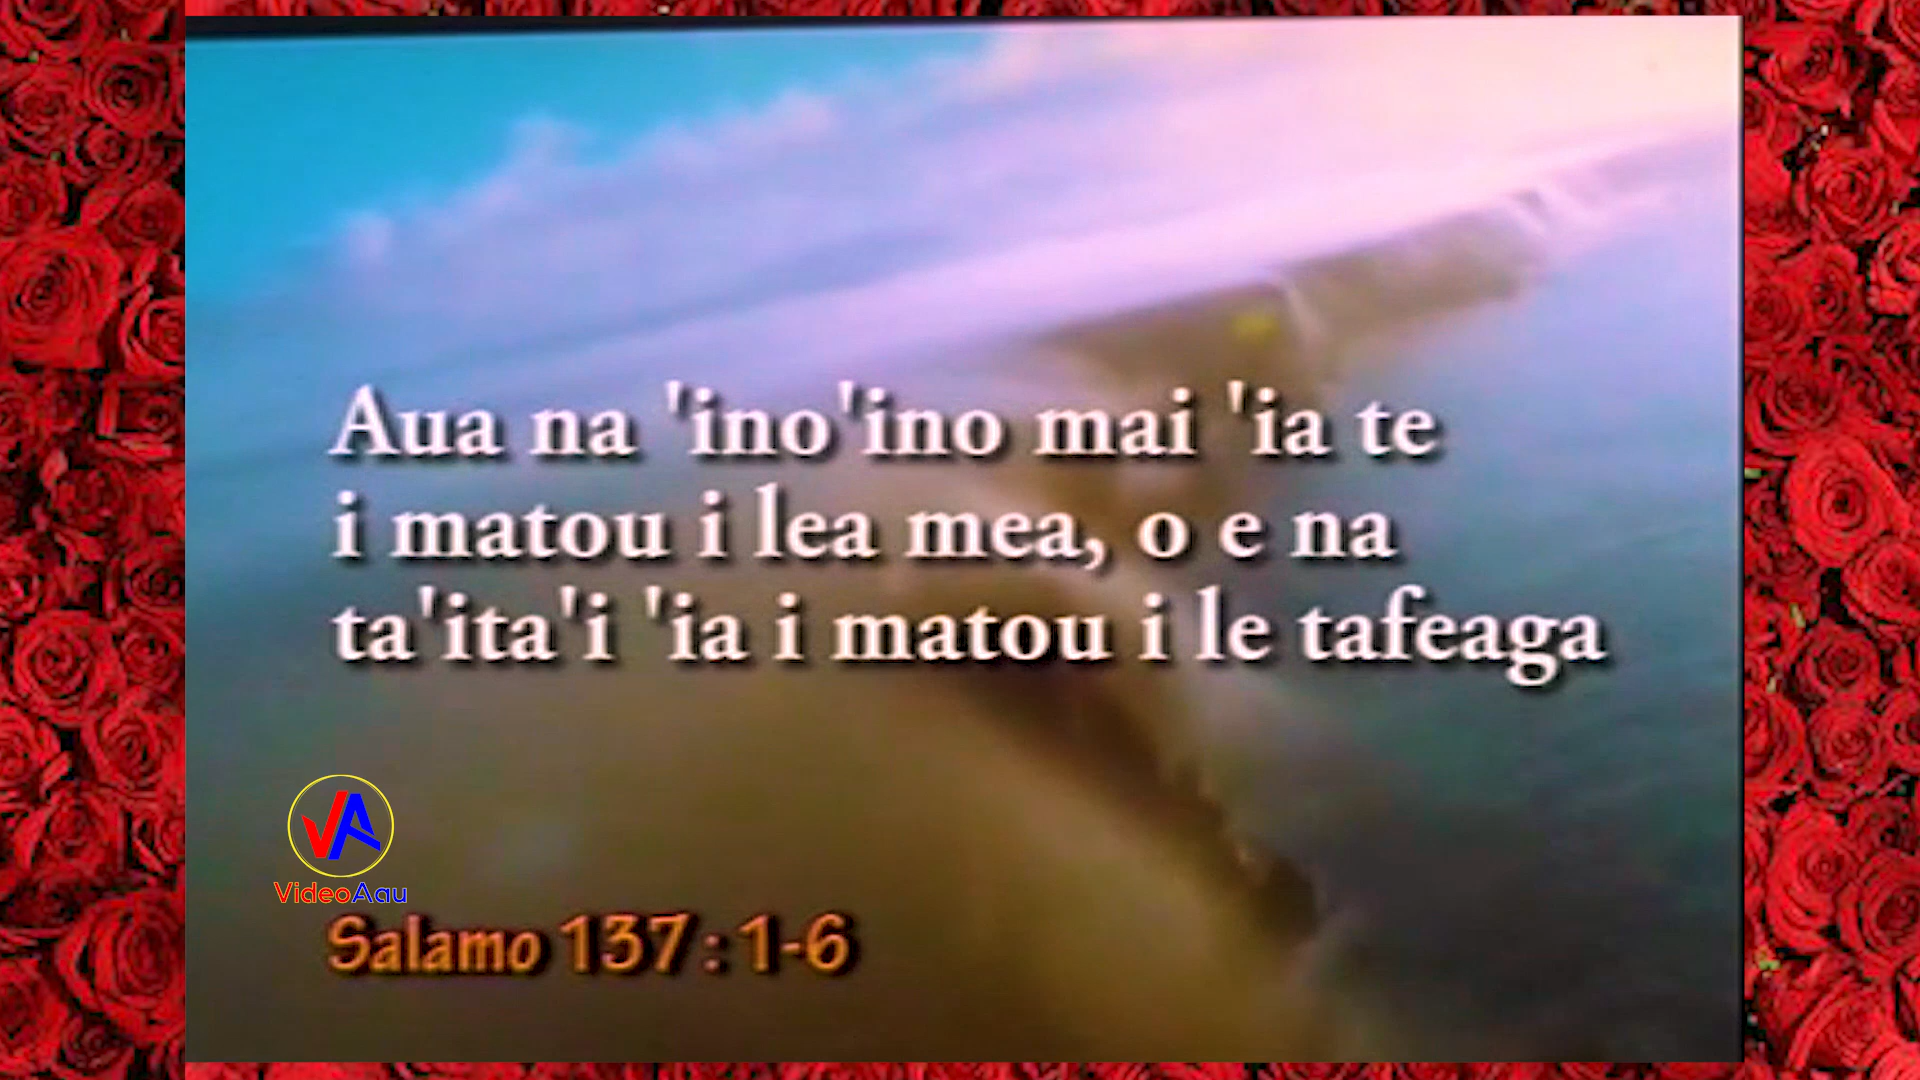 Aua na 'ino'ino mai 'ia te
i matou i lea mea, o e na
ta'ita'i 'ia i matou i le tafeaga
VA
VideoAau
Salamo 137 : 1-6